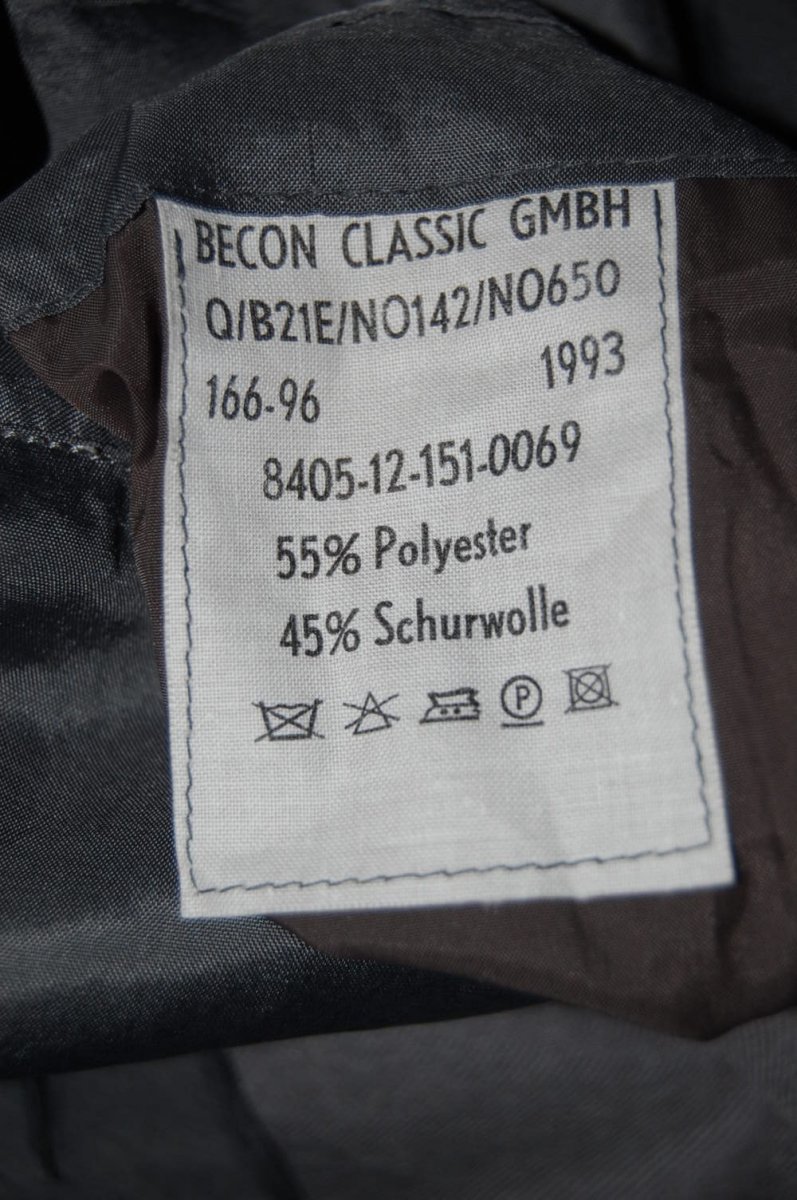 BECON CLASSIC GMBH
Q/B21E/NO142/NO650
166-96 1993
8405-12-151-0069
55% Polyester
45% Schurwolle
P